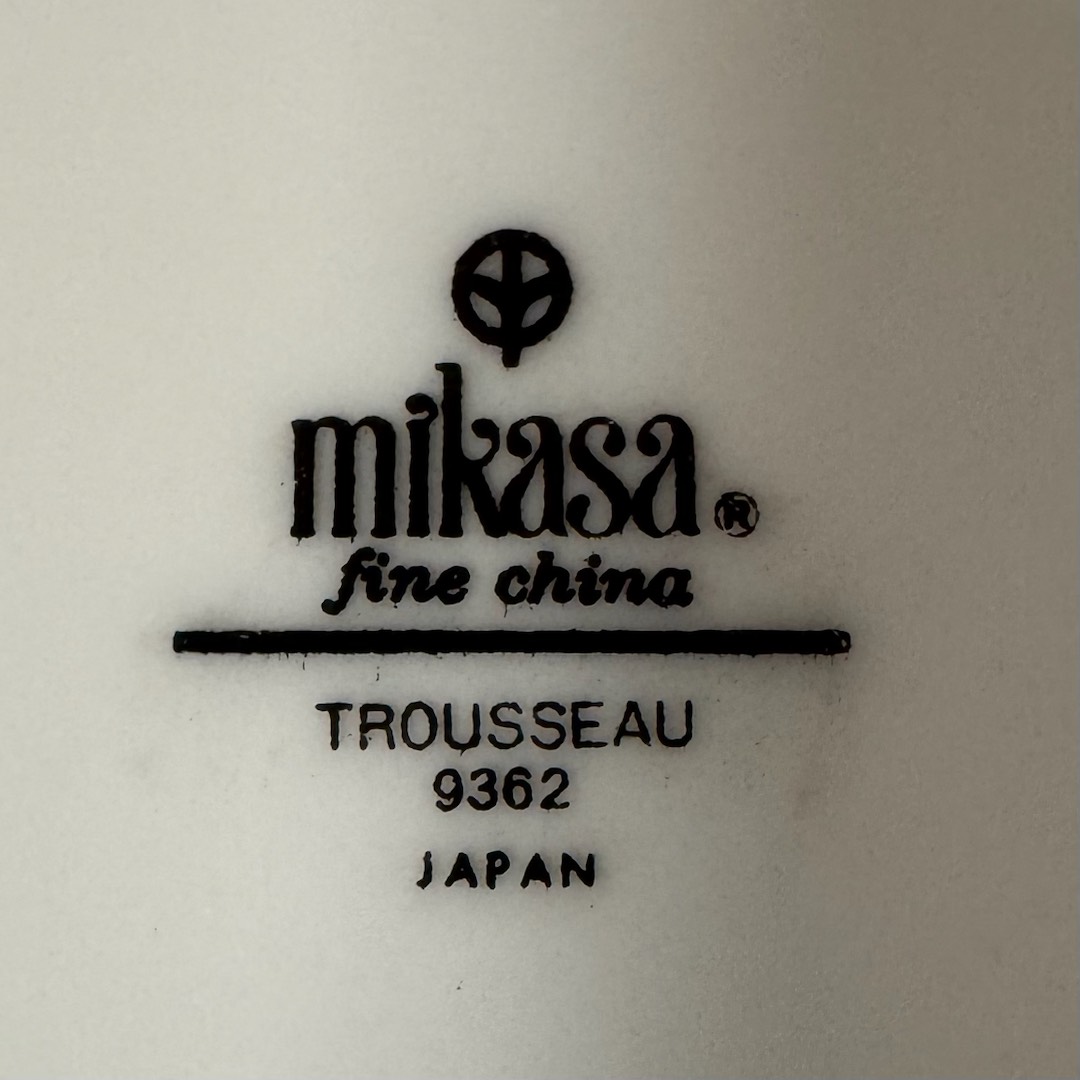 mikasa®
fine china
TROUSSEAU
9362
JAPAN